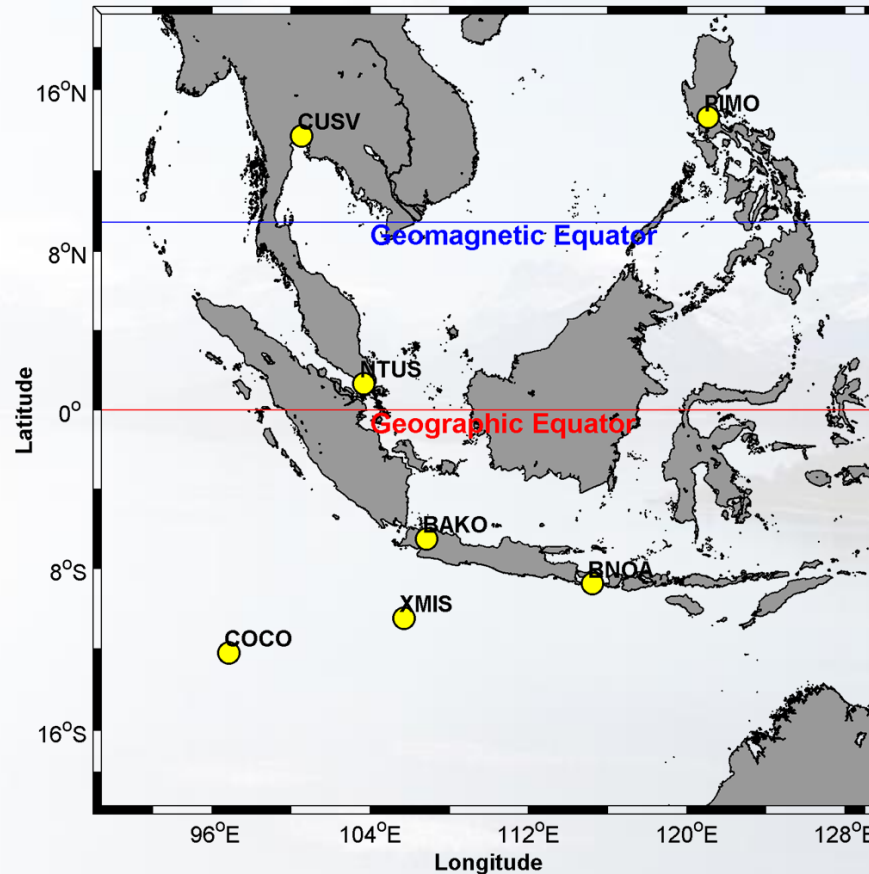 16°N
PIMO
CUSV
Geomagnetic Equator
8°N
NTUS
0°
Geographic Equator
Latitude
BAKO
8°S
BNOA
XMIS
COCO
16°S
96°E
104°E
112°E
120°E
128°E
Longitude